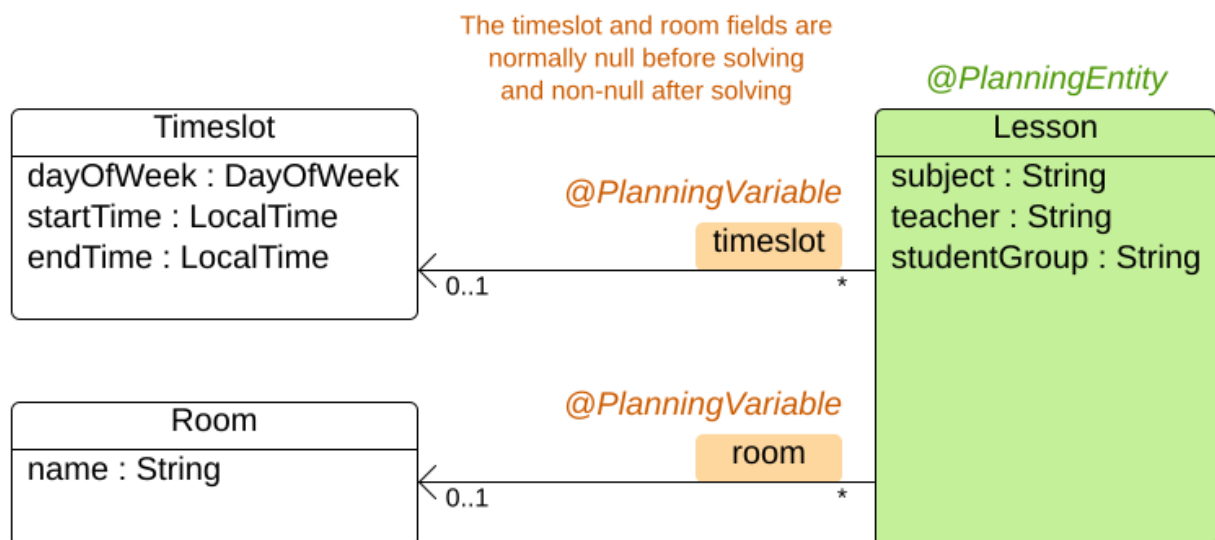 The timeslot and room fields are
normally null before solving
and non-null after solving
@PlanningEntity
Timeslot
dayOfWeek : DayOfWeek
startTime : LocalTime
endTime : LocalTime
@PlanningVariable
timeslot
0..1
*
Lesson
subject : String
teacher : String
studentGroup : String
Room
name : String
@PlanningVariable
room
0..1
*